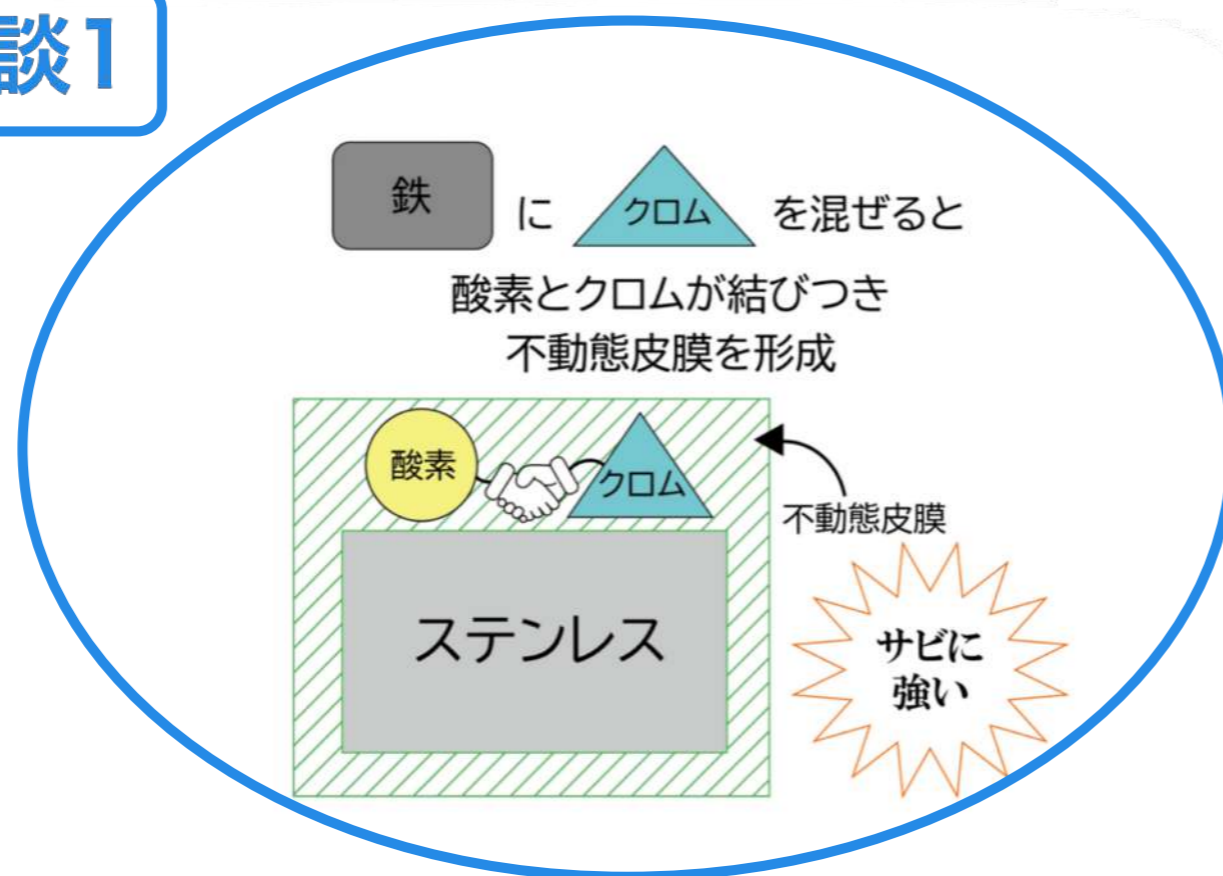 談1
鉄 に クロム を混ぜると
酸素とクロムが結びつき
不動態皮膜を形成
酸素 クロム
不動態皮膜
ステンレス
サビに
強い